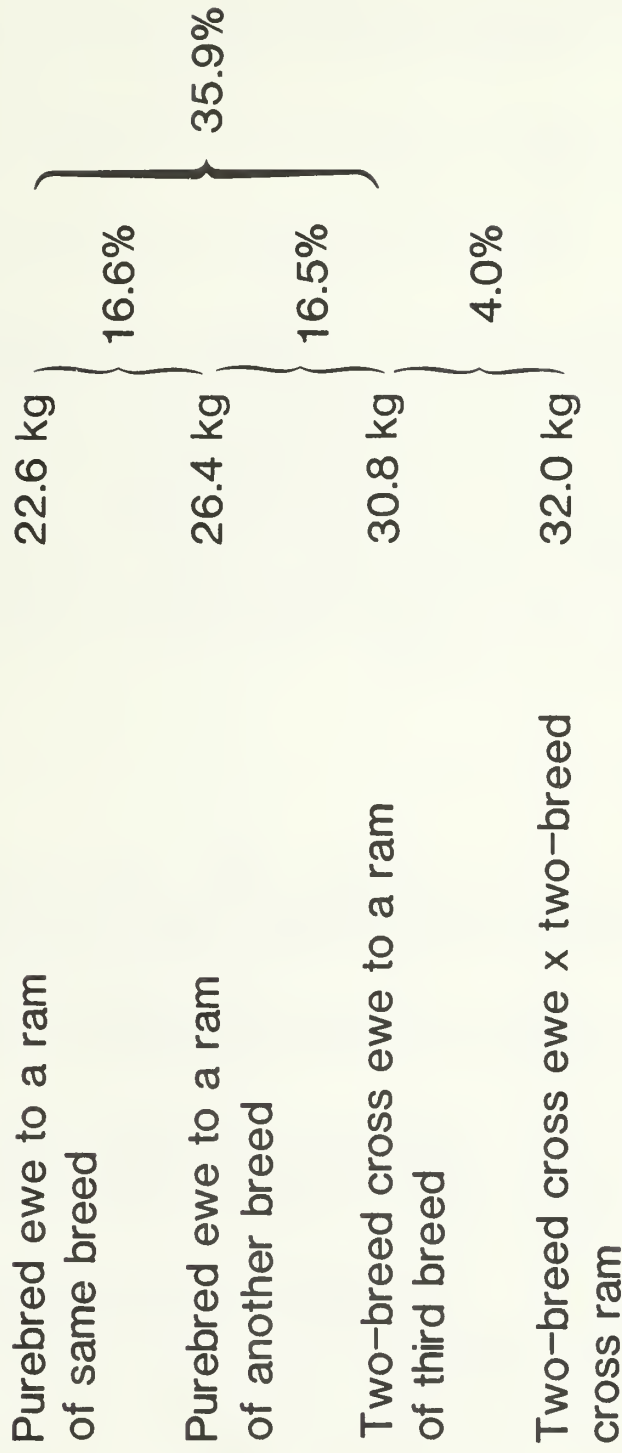 Purebred ewe to a ram
of same breed
22.6 kg
16.6%
Purebred ewe to a ram
of another breed
26.4 kg
35.9%
16.5%
Two-breed cross ewe to a ram
of third breed
30.8 kg
4.0%
Two-breed cross ewe x two-breed
cross ram
32.0 kg